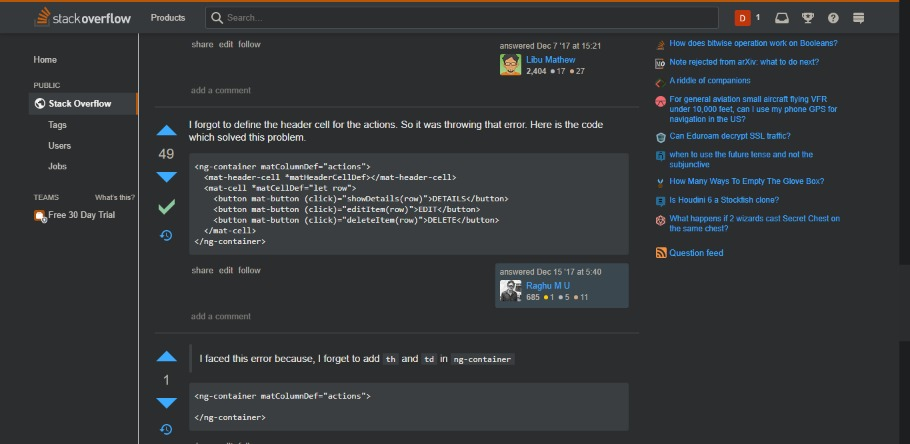 stackoverflow
Products
Search...
D 1
Home
PUBLIC
Stack Overflow
Tags
Users
Jobs
TEAMS What's this?
Free 30 Day Trial
share edit follow
answered Dec 7 '17 at 15:21
Libu Mathew
2,404 17 27
add a comment
49
I forgot to define the header cell for the actions. So it was throwing that error. Here is the code
which solved this problem.
<ng-container matColumnDef="actions">
<mat-header-cell *matHeaderCellDef></mat-header-cell>
<mat-cell *matCellDef="let row">
<button mat-button (click)="showDetails(row)">DETAILS</button>
<button mat-button (click)="editItem(row)">EDIT</button>
<button mat-button (click)="deleteItem(row)">DELETE</button>
</mat-cell>
</ng-container>
share edit follow
answered Dec 15 '17 at 5:40
Raghu M U
685 1 5 11
add a comment
1
I faced this error because, I forget to add th and td in ng-container
<ng-container matColumnDef="actions">
</ng-container>
How does bitwise operation work on Booleans?
Note rejected from arXiv: what to do next?
A riddle of companions
For general aviation small aircraft flying VFR
under 10,000 feet, can I use my phone GPS for
navigation in the US?
Can Eduroam decrypt SSL traffic?
when to use the future tense and not the
subjunctive
How Many Ways To Empty The Glove Box?
Is Houdini 6 a Stockfish clone?
What happens if 2 wizards cast Secret Chest on
the same chest?
Question feed